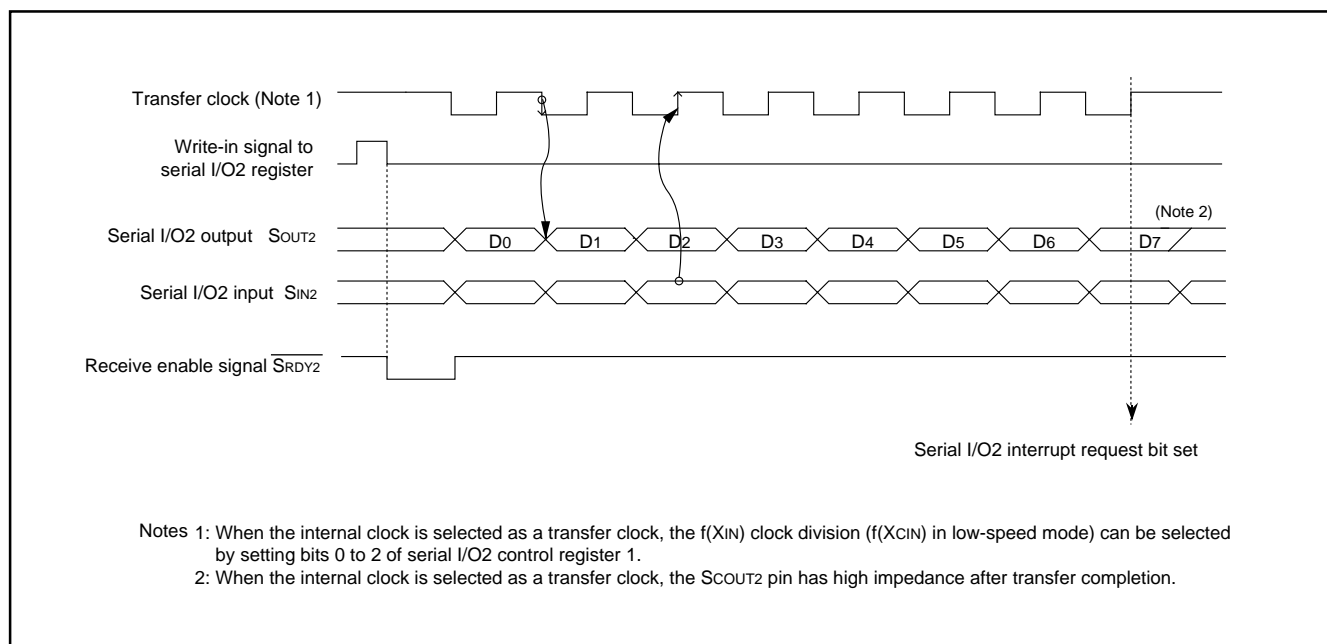 Transfer clock (Note 1)
Write-in signal to
serial I/O2 register
(Note 2)
Serial I/O2 output SOUT2
D0 D1 D2 D3 D4 D5 D6 D7
Serial I/O2 input SIN2
Receive enable signal SRDY2
Serial I/O2 interrupt request bit set
Notes 1: When the internal clock is selected as a transfer clock, the f(XIN) clock division (f(XCIN) in low-speed mode) can be selected
by setting bits 0 to 2 of serial I/O2 control register 1.
2: When the internal clock is selected as a transfer clock, the SCOUT2 pin has high impedance after transfer completion.